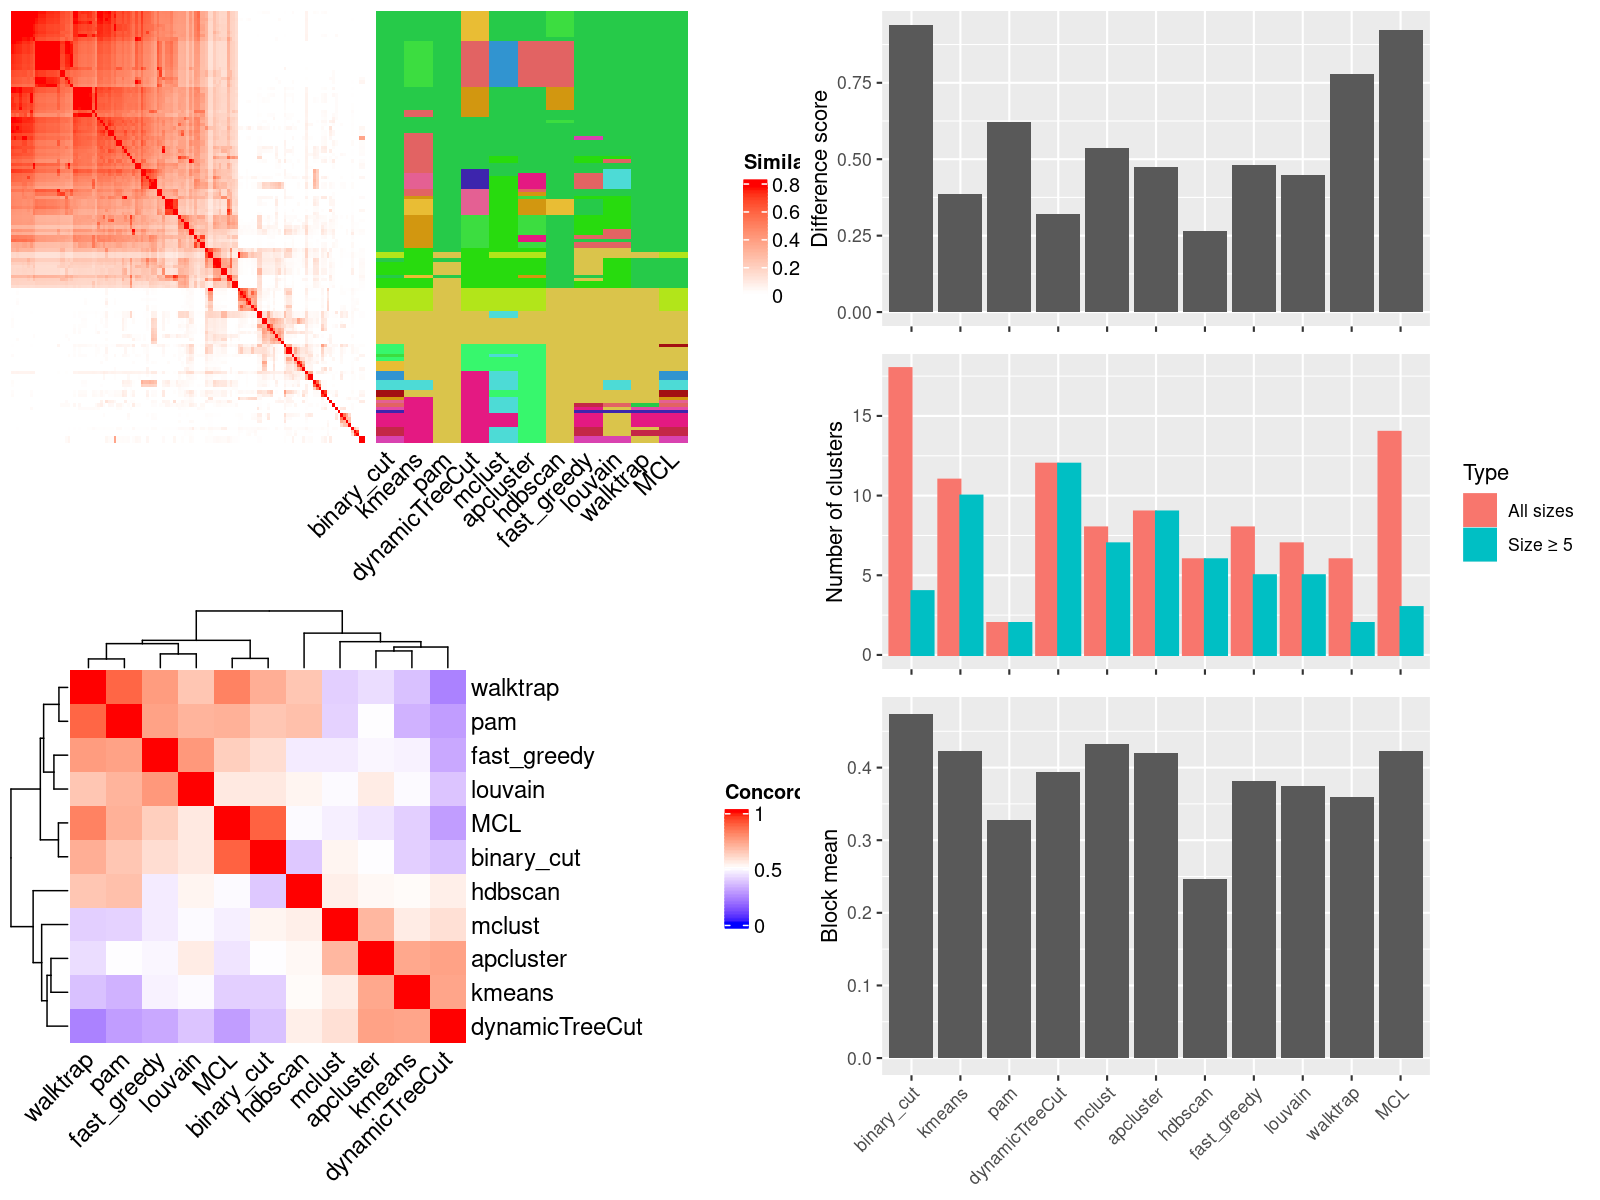 Simila
0.8
0.6
0.4
0.2
0
binary_cut
kmeans
pam
dynamicTreeCut
mclust
apcluster
hdbscan
fast_greedy
louvain
walktrap
MCL
walktrap
pam
fast_greedy
louvain
MCL
binary_cut
hdbscan
mclust
apcluster
kmeans
dynamicTreeCut
walktrap
pam
fast_greedy
louvain
MCL
binary_cut
hdbscan
mclust
apcluster
kmeans
dynamicTreeCut
Concord
1
0.5
0
Difference score
0.75
0.50
0.25
0.00
Number of clusters
15
10
5
0
Type
All sizes
Size ≥ 5
Block mean
0.4
0.3
0.2
0.1
0.0
binary_cut
kmeans
pam
dynamicTreeCut
mclust
apcluster
hdbscan
fast_greedy
louvain
walktrap
MCL